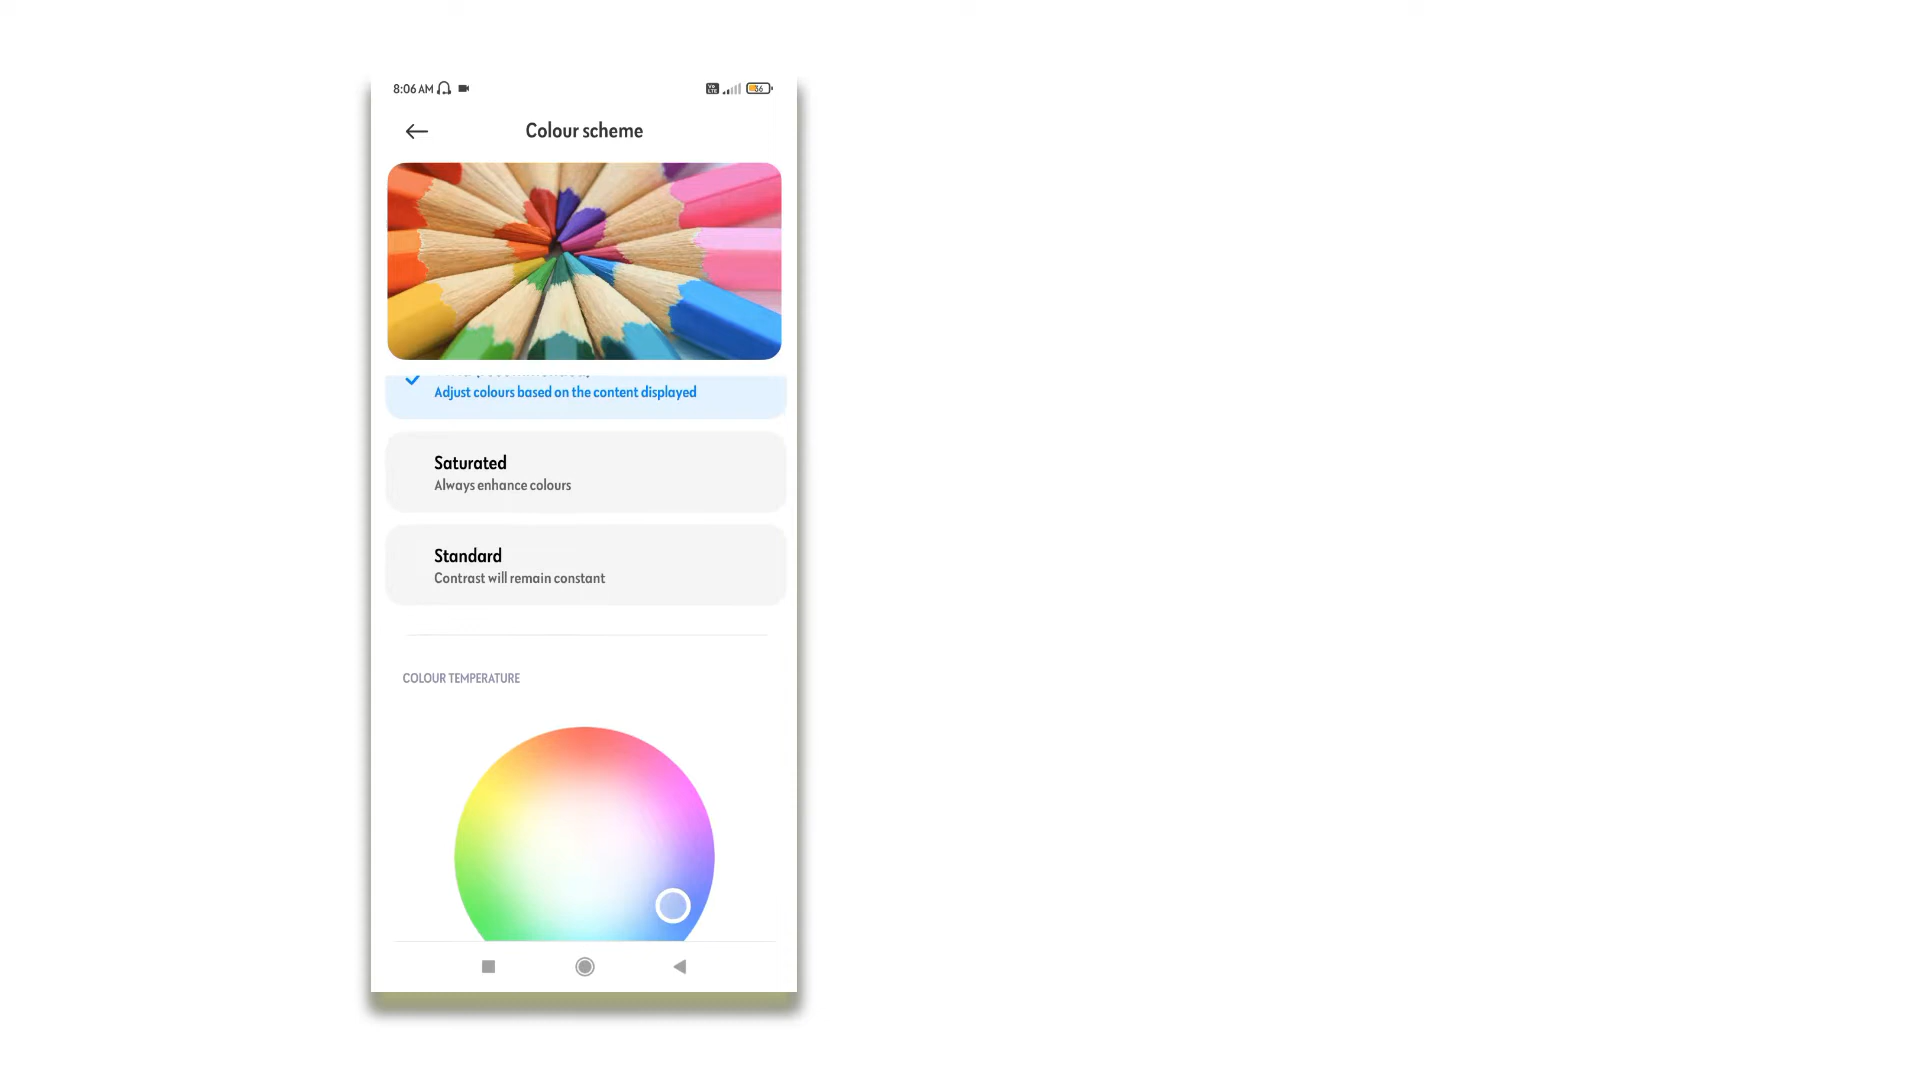 8:06 AM
56
Colour scheme
Adjust colours based on the content displayed
Saturated
Always enhance colours
Standard
Contrast will remain constant
COLOUR TEMPERATURE